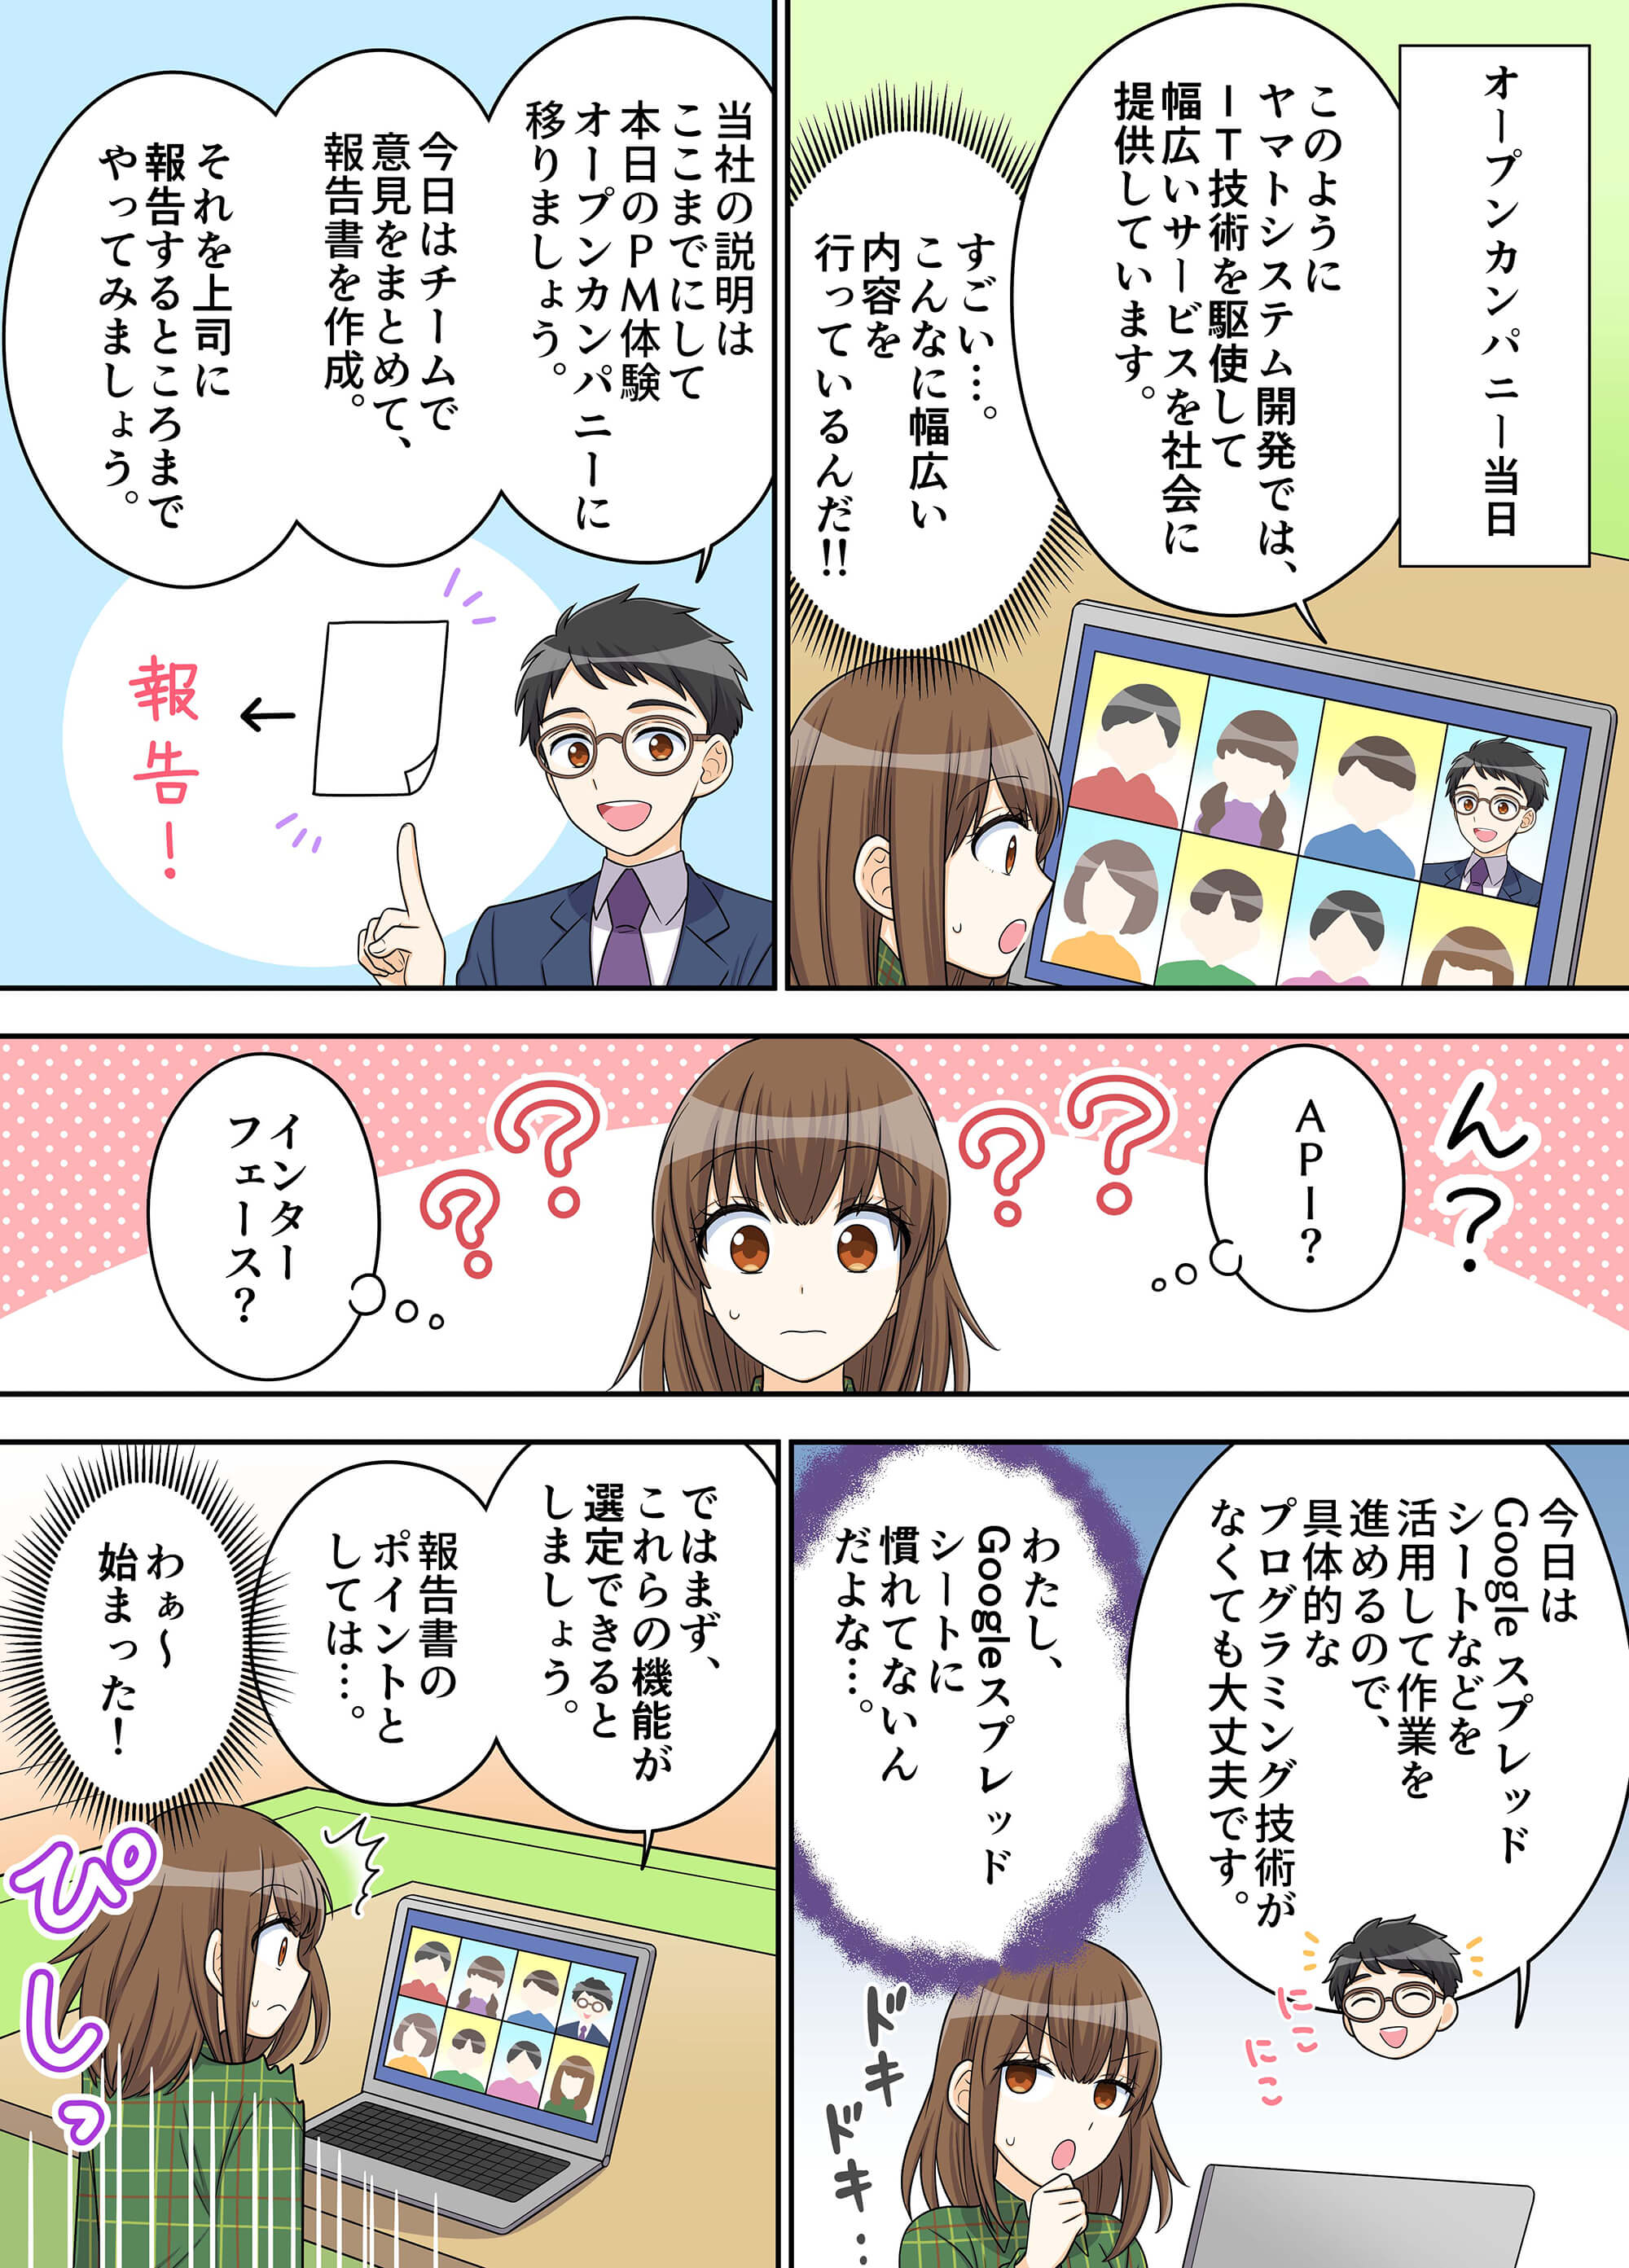 オープンカンパニー当日
このように
ヤマトシステム開発では、
IT技術を駆使して
幅広いサービスを社会に
提供しています。
すごい…。
こんなに幅広い
内容を
行っているんだ!!
当社の説明は
ここまでにして
本日のPM体験
オープンカンパニーに
移りましょう。
今日はチームで
意見をまとめて、
報告書を作成。
それを上司に
報告するところまで
やってみましょう。
報告！
ん？
API？
？？
？？
インター
フェース？
今日は
Googleスプレッド
シートなどを
活用して作業を
進めるので、
具体的な
プログラミング技術が
なくても大丈夫です。
にこ
にこ
わたし、
Googleスプレッド
シートに
慣れてないん
だよな…。
ドキ
ドキ…
ではまず、
これらの機能が
選定できると
しましょう。
報告書の
ポイントと
しては…。
わぁ～
始まった！
ぴしっ